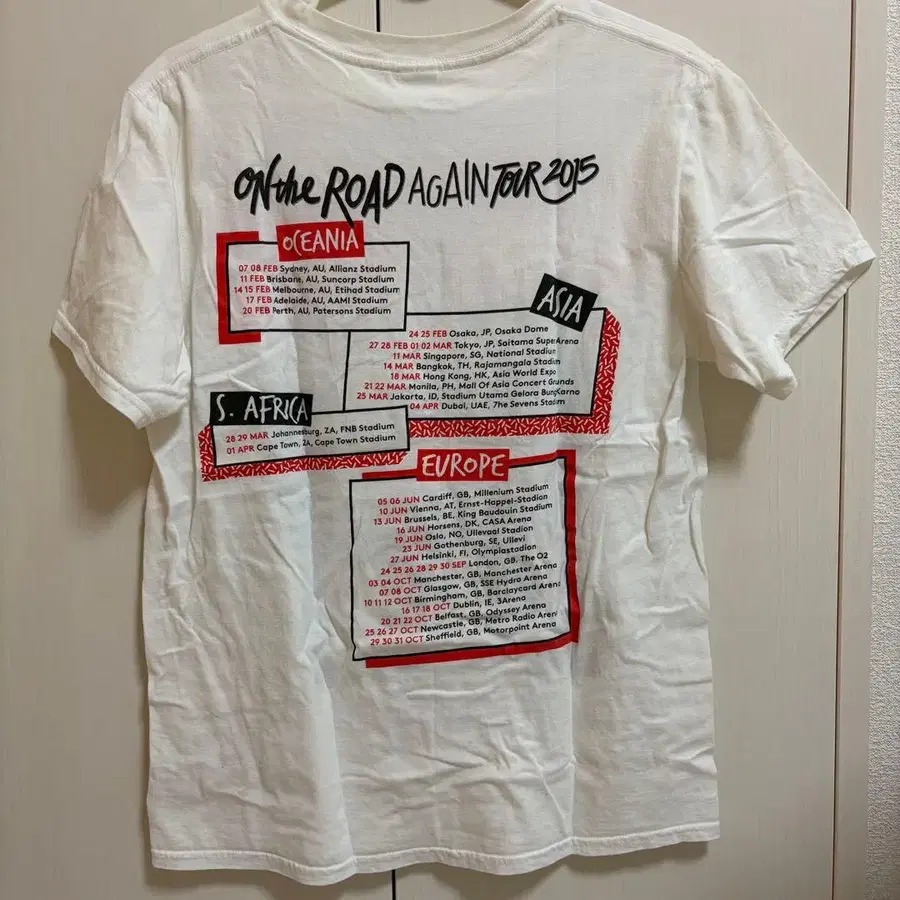 ON the ROAD AGAIN TOUR 2015
OCEANIA
07 08 FEB Sydney, AU, Allianz Stadium
11 FEB Brisbane, AU, Suncorp Stadium
14 15 FEB Melbourne, AU, Etihad Stadium
17 FEB Adelaide, AU, AAMI Stadium
20 FEB Perth, AU, Patersons Stadium
ASIA
24 25 FEB Osaka, JP, Osaka Dome
27 28 FEB 01 02 MAR Tokyo, JP, Saitama SuperArena
11 MAR Singapore, SG, National Stadium
14 MAR Bangkok, TH, Rajamangala Stadium
18 MAR Hong Kong, HK, Asia World Expo
21 22 MAR Manila, PH, Mall Of Asia Concert Grunds
25 MAR Jakarta, ID, Stadium Utama Gelora BungKarno
04 APR Dubai, UAE, 7he Sevens Stadium
S. AFRICA
28 29 MAR Johannesburg, ZA, FNB Stadium
01 APR Cape Town, ZA, Cape Town Stadium
EUROPE
05 06 JUN Cardiff, GB, Millenium Stadium
10 JUN Vienna, AT, Ernst-Happel-Stadion
13 JUN Brussels, BE, King Baudouin Stadium
16 JUN Horsens, DK, CASA Arena
19 JUN Oslo, NO, Ullevaal Stadion
23 JUN Gothenburg, SE, Ullevi
27 JUN Helsinki, FI, Olympiastadion
24 25 26 28 29 30 SEP London, GB, The O2
03 04 OCT Manchester, GB, Manchester Arena
07 08 OCT Glasgow, GB, SSE Hydro Arena
10 11 12 OCT Birmingham, GB, Barclaycard Arena
16 17 18 OCT Dublin, IE, 3Arena
20 21 22 OCT Belfast, GB, Odyssey Arena
25 26 27 OCT Newcastle, GB, Metro Radio Arena
29 30 31 OCT Sheffield, GB, Motorpoint Arena